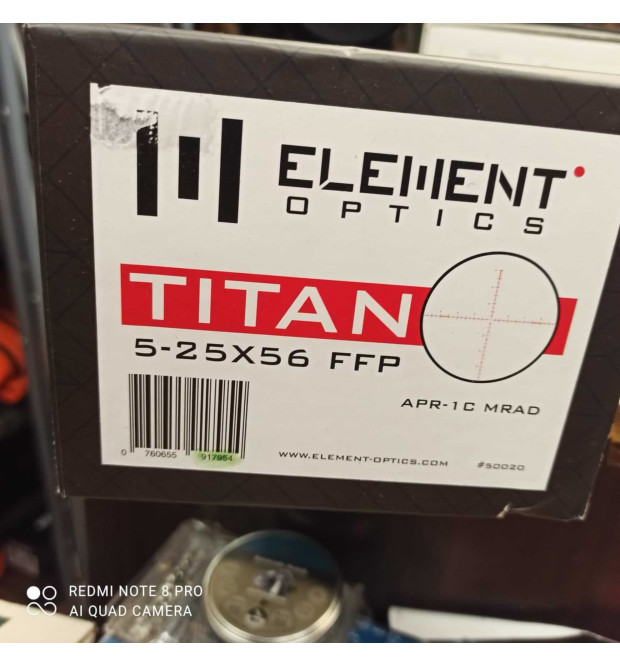 ELEMENT
OPTICS
TITAN
5-25X56 FFP
APR-1C MRAD
0 760655 917954
WWW.ELEMENT-OPTICS.COM
#50020
REDMI NOTE 8 PRO
AI QUAD CAMERA